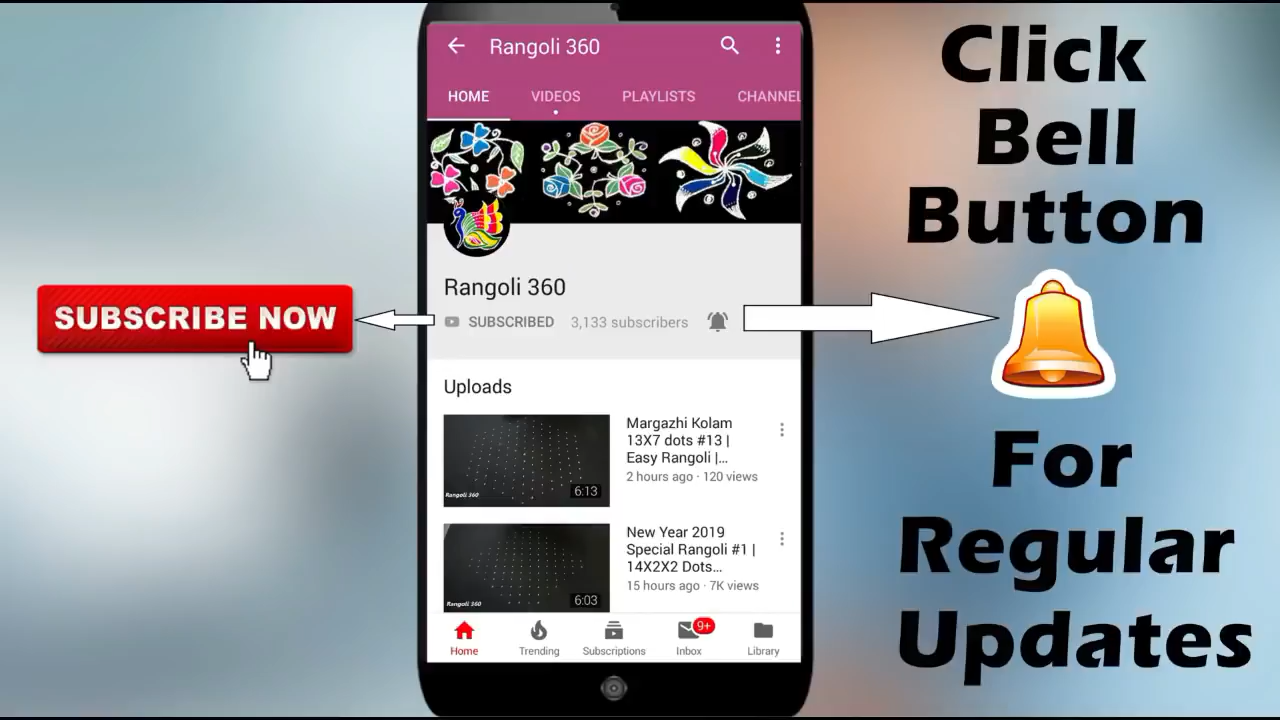 Rangoli 360
HOME VIDEOS PLAYLISTS CHANNEL
Rangoli 360
SUBSCRIBED 3,133 subscribers
Uploads
Margazhi Kolam
13X7 dots #13 |
Easy Rangoli |...
2 hours ago · 120 views
Rangoli 360
6:13
New Year 2019
Special Rangoli #1 |
14X2X2 Dots...
15 hours ago · 7K views
Rangoli 360
6:03
9+
Home Trending Subscriptions Inbox Library
SUBSCRIBE NOW
Click
Bell
Button
For
Regular
Updates